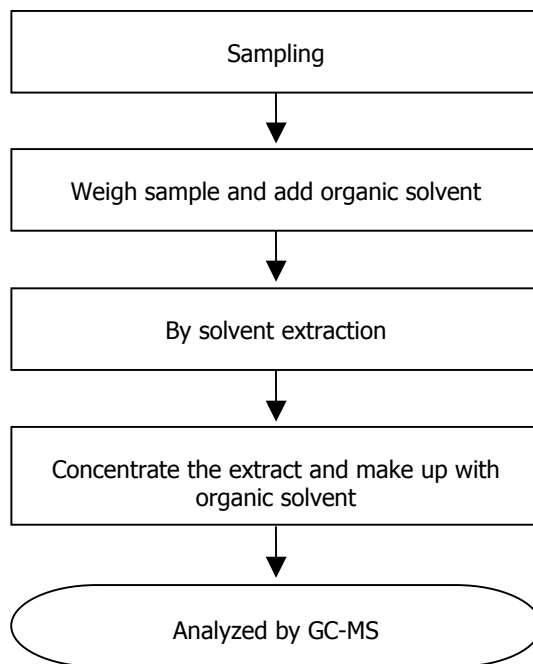 Sampling
Weigh sample and add organic solvent
By solvent extraction
Concentrate the extract and make up with
organic solvent
Analyzed by GC-MS